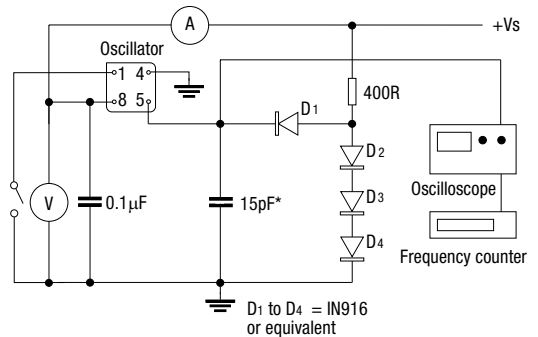 A
+Vs
Oscillator
1 4
8 5
400R
D1
D2
D3
D4
V
0.1μF
15pF*
Oscilloscope
Frequency counter
D1 to D4 = IN916
or equivalent